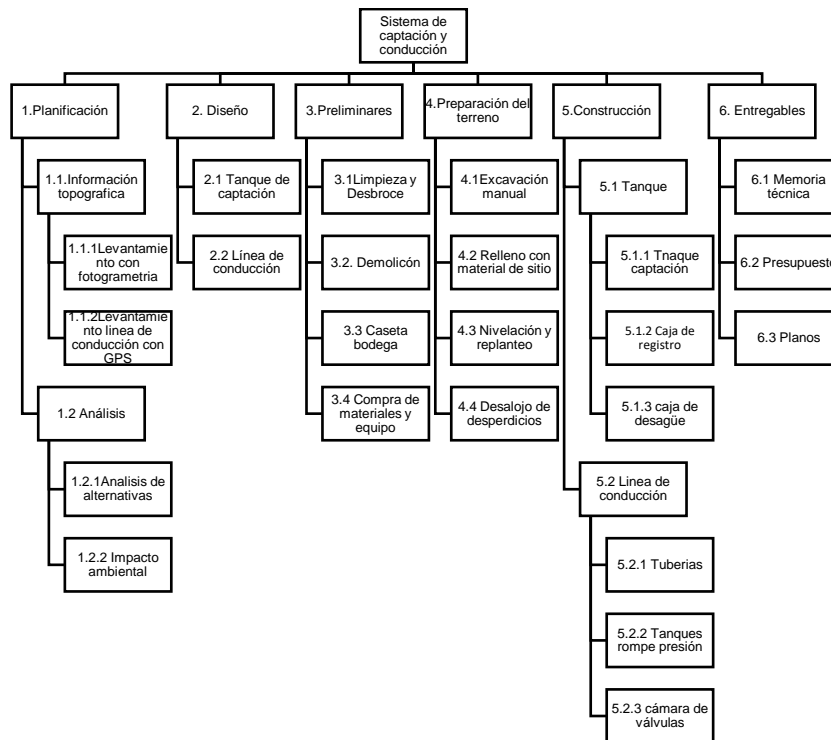 Sistema de
captación y
conducción
1.Planificación
1.1.Información
topografica
1.1.1Levantamie
nto con
fotogrametria
1.1.2Levantamie
nto linea de
conducción con
GPS
1.2 Análisis
1.2.1Analisis de
alternativas
1.2.2 Impacto
ambiental
2. Diseño
2.1 Tanque de
captación
2.2 Línea de
conducción
3.Preliminares
3.1Limpieza y
Desbroce
3.2. Demolicón
3.3 Caseta
bodega
3.4 Compra de
materiales y
equipo
4.Preparación del
terreno
4.1Excavación
manual
4.2 Relleno con
material de sitio
4.3 Nivelación y
replanteo
4.4 Desalojo de
desperdicios
5.Construcción
5.1 Tanque
5.1.1 Tnaque
captación
5.1.2 Caja de
registro
5.1.3 caja de
desagüe
5.2 Linea de
conducción
5.2.1 Tuberias
5.2.2 Tanques
rompe presión
5.2.3 cámara de
válvulas
6. Entregables
6.1 Memoria
técnica
6.2 Presupuesto
6.3 Planos